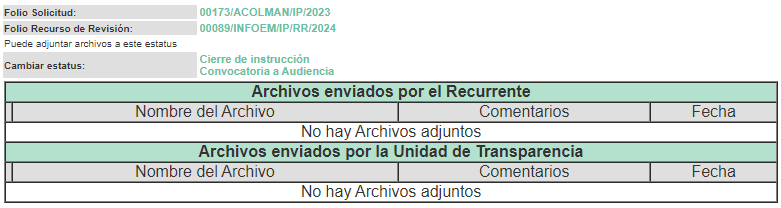 Folio Solicitud: 00173/ACOLMAN/IP/2023
Folio Recurso de Revisión: 00089/INFOEM/IP/RR/2024
Puede adjuntar archivos a este estatus
Cambiar estatus: Cierre de instrucción
Convocatoria a Audiencia
Archivos enviados por el Recurrente
Nombre del Archivo Comentarios Fecha
No hay Archivos adjuntos
Archivos enviados por la Unidad de Transparencia
Nombre del Archivo Comentarios Fecha
No hay Archivos adjuntos